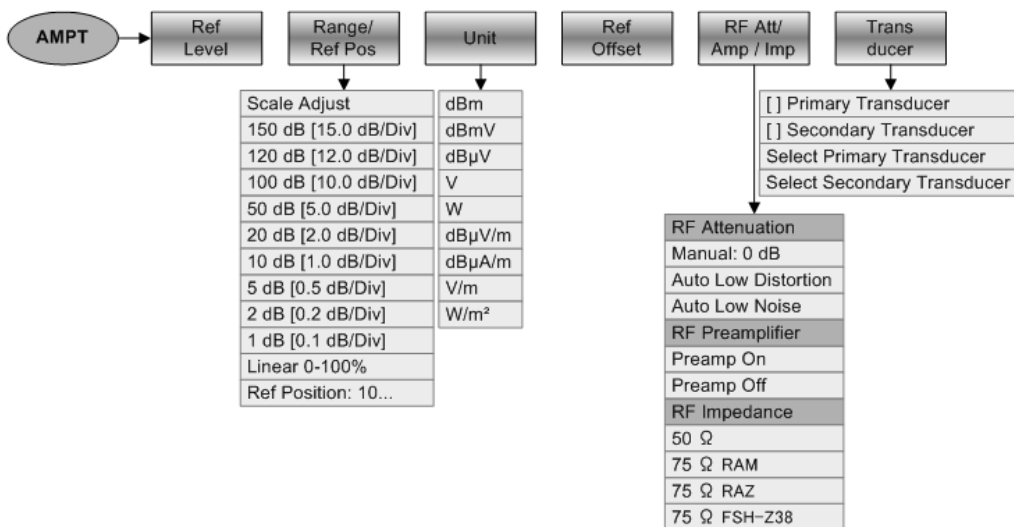 AMPT
Ref
Level
Range/
Ref Pos
Unit
Ref
Offset
RF Att/
Amp / Imp
Trans
ducer
Scale Adjust
150 dB [15.0 dB/Div]
120 dB [12.0 dB/Div]
100 dB [10.0 dB/Div]
50 dB [5.0 dB/Div]
20 dB [2.0 dB/Div]
10 dB [1.0 dB/Div]
5 dB [0.5 dB/Div]
2 dB [0.2 dB/Div]
1 dB [0.1 dB/Div]
Linear 0-100%
Ref Position: 10...
dBm
dBmV
dBμV
V
W
dBμV/m
dBμA/m
V/m
W/m²
RF Attenuation
Manual: 0 dB
Auto Low Distortion
Auto Low Noise
RF Preamplifier
Preamp On
Preamp Off
RF Impedance
50 Ω
75 Ω RAM
75 Ω RAZ
75 Ω FSH-Z38
[ ] Primary Transducer
[ ] Secondary Transducer
Select Primary Transducer
Select Secondary Transducer